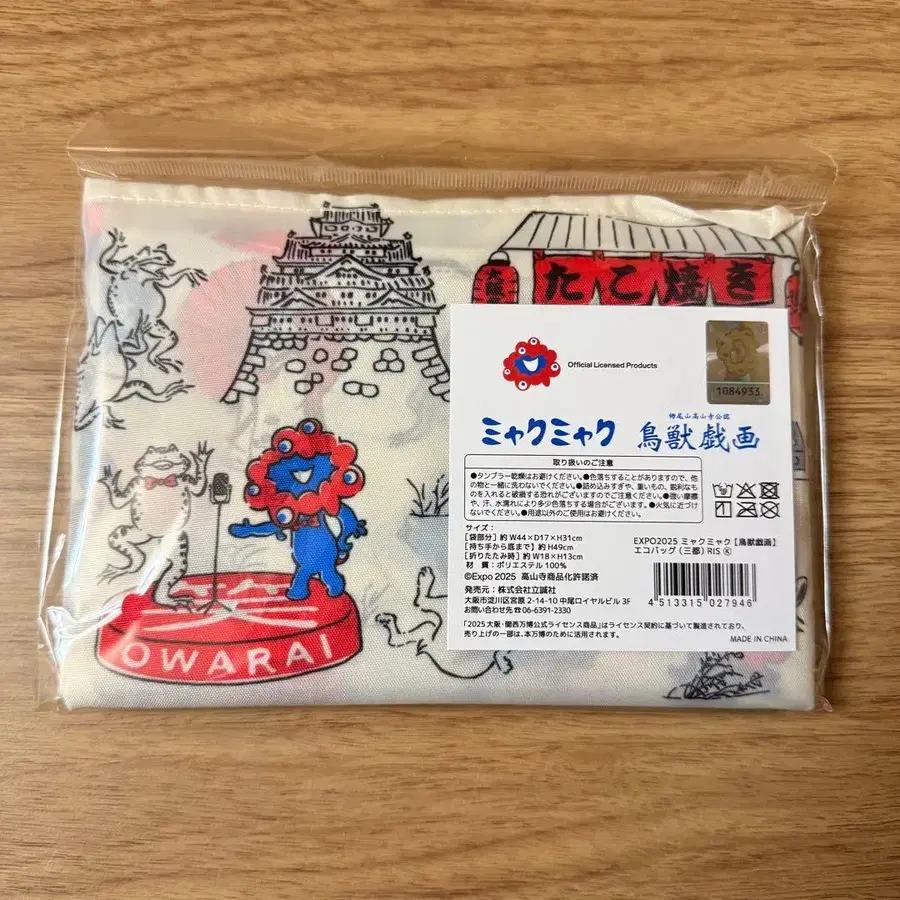 たこ焼き
大阪
OWARAI
Official Licensed Products
1084933
ミャクミャク
栂尾山高山寺公認
鳥獣戯画
取り扱いのご注意
●タンブラー乾燥はお避けください。●色落ちすることがありますので、他
の物と一緒に洗わないでください。●詰め込みすぎや、重いもの、鋭利なも
のを入れると破損する恐れがございますのでご注意ください。●強い摩擦
や、汗、水濡れにより多少色落ちする場合がございます。●火気に近づけ
ないでください。●用途以外のご使用はお避けください。
サイズ：
[袋部分] 約 W44×D17×H31cm
[持ち手から底まで] 約 H49cm
[折りたたみ時] 約 W18×H13cm
材　質：ポリエステル 100%
©Expo 2025 高山寺商品化許諾済
発売元：株式会社立誠社
大阪市淀川区宮原 2-14-10 中尾ロイヤルビル 3F
お問い合わせ先 ☎06-6391-2330
EXPO2025 ミャクミャク【鳥獣戯画】
エコバッグ（三都）RIS Ⓚ
4 513315 027946
「2025 大阪・関西万博公式ライセンス商品」はライセンス契約に基づいて製造されており、
売り上げの一部は、本万博のために活用されます。
MADE IN CHINA